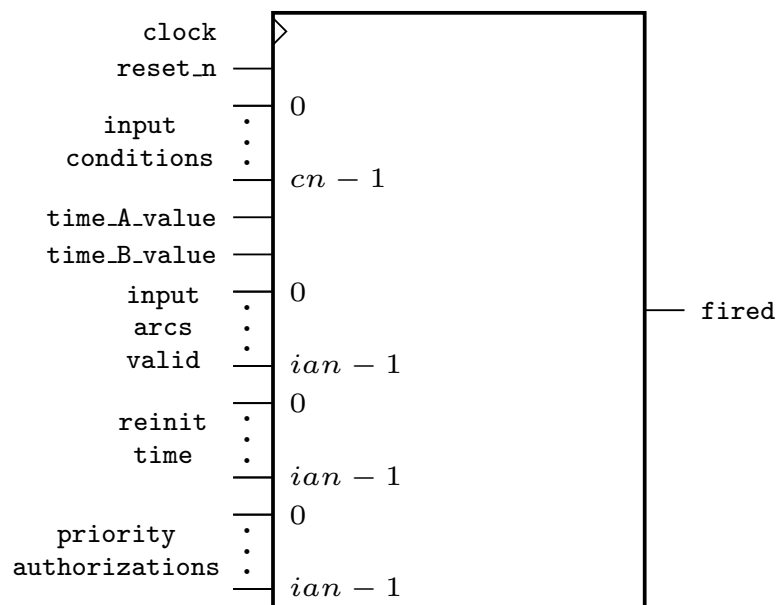 clock
reset_n
0
input
conditions
cn − 1
time_A_value
time_B_value
0
input
arcs
valid
ian − 1
fired
0
reinit
time
ian − 1
0
priority
authorizations
ian − 1